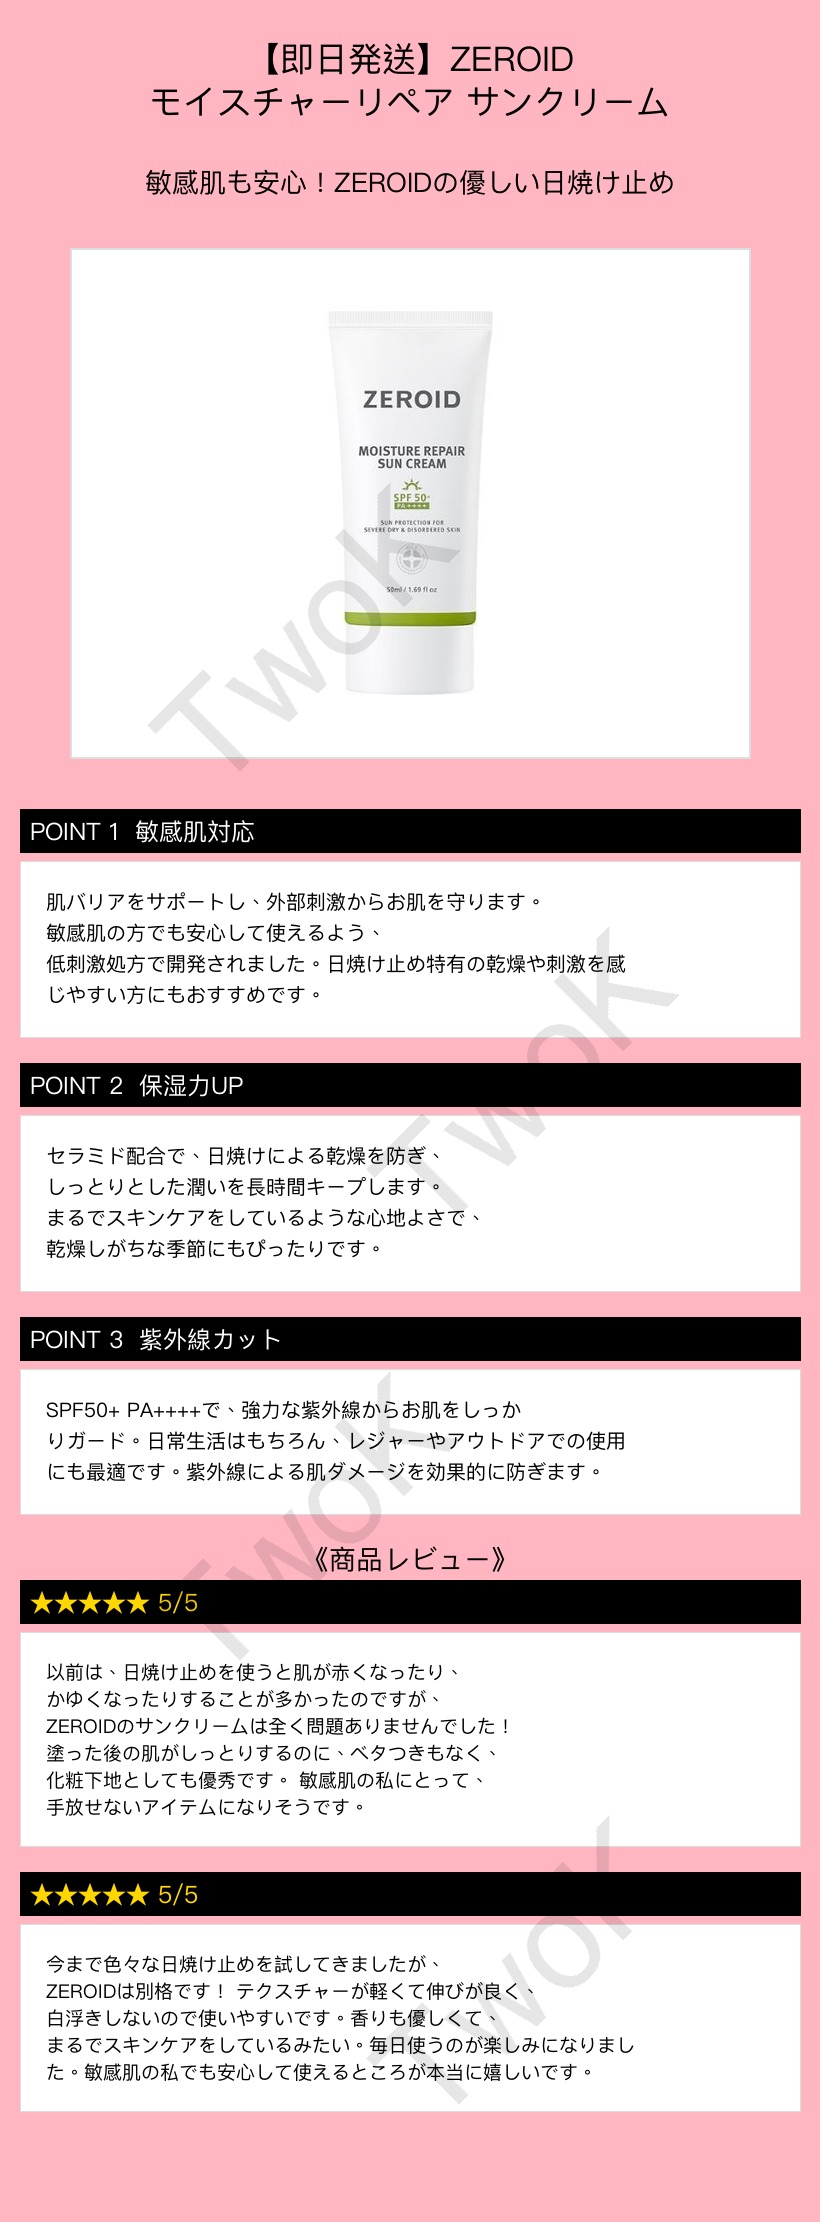 【即日発送】ZEROID
モイスチャーリペア サンクリーム
敏感肌も安心！ZEROIDの優しい日焼け止め
ZEROID
MOISTURE REPAIR
SUN CREAM
SPF 50+
PA ++++
SUN PROTECTION FOR
SEVERE DRY & DISORDERED SKIN
50ml / 1.69 fl oz
TwoK
POINT 1 敏感肌対応
肌バリアをサポートし、外部刺激からお肌を守ります。
敏感肌の方でも安心して使えるよう、
低刺激処方で開発されました。日焼け止め特有の乾燥や刺激を感
じやすい方にもおすすめです。
TwoK
POINT 2 保湿力UP
セラミド配合で、日焼けによる乾燥を防ぎ、
しっとりとした潤いを長時間キープします。
まるでスキンケアをしているような心地よさで、
乾燥しがちな季節にもぴったりです。
POINT 3 紫外線カット
SPF50+ PA++++で、強力な紫外線からお肌をしっか
りガード。日常生活はもちろん、レジャーやアウトドアでの使用
にも最適です。紫外線による肌ダメージを効果的に防ぎます。
TwoK
《商品レビュー》
★★★★★ 5/5
以前は、日焼け止めを使うと肌が赤くなったり、
かゆくなったりすることが多かったのですが、
ZEROIDのサンクリームは全く問題ありませんでした！
塗った後の肌がしっとりするのに、ベタつきもなく、
化粧下地としても優秀です。 敏感肌の私にとって、
手放せないアイテムになりそうです。
★★★★★ 5/5
今まで色々な日焼け止めを試してきましたが、
ZEROIDは別格です！ テクスチャーが軽くて伸びが良く、
白浮きしないので使いやすいです。香りも優しくて、
まるでスキンケアをしているみたい。毎日使うのが楽しみになりまし
た。敏感肌の私でも安心して使えるところが本当に嬉しいです。
TwoK